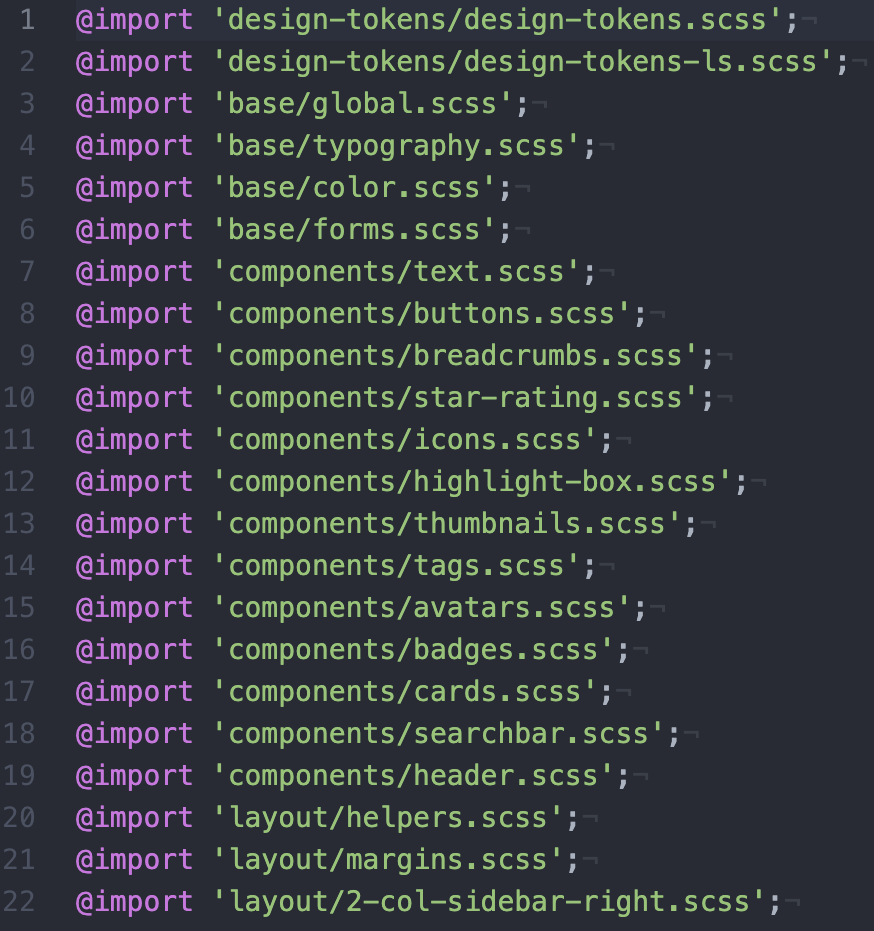 1 @import 'design-tokens/design-tokens.scss';¬
2 @import 'design-tokens/design-tokens-ls.scss';¬
3 @import 'base/global.scss';¬
4 @import 'base/typography.scss';¬
5 @import 'base/color.scss';¬
6 @import 'base/forms.scss';¬
7 @import 'components/text.scss';¬
8 @import 'components/buttons.scss';¬
9 @import 'components/breadcrumbs.scss';¬
10 @import 'components/star-rating.scss';¬
11 @import 'components/icons.scss';¬
12 @import 'components/highlight-box.scss';¬
13 @import 'components/thumbnails.scss';¬
14 @import 'components/tags.scss';¬
15 @import 'components/avatars.scss';¬
16 @import 'components/badges.scss';¬
17 @import 'components/cards.scss';¬
18 @import 'components/searchbar.scss';¬
19 @import 'components/header.scss';¬
20 @import 'layout/helpers.scss';¬
21 @import 'layout/margins.scss';¬
22 @import 'layout/2-col-sidebar-right.scss';¬